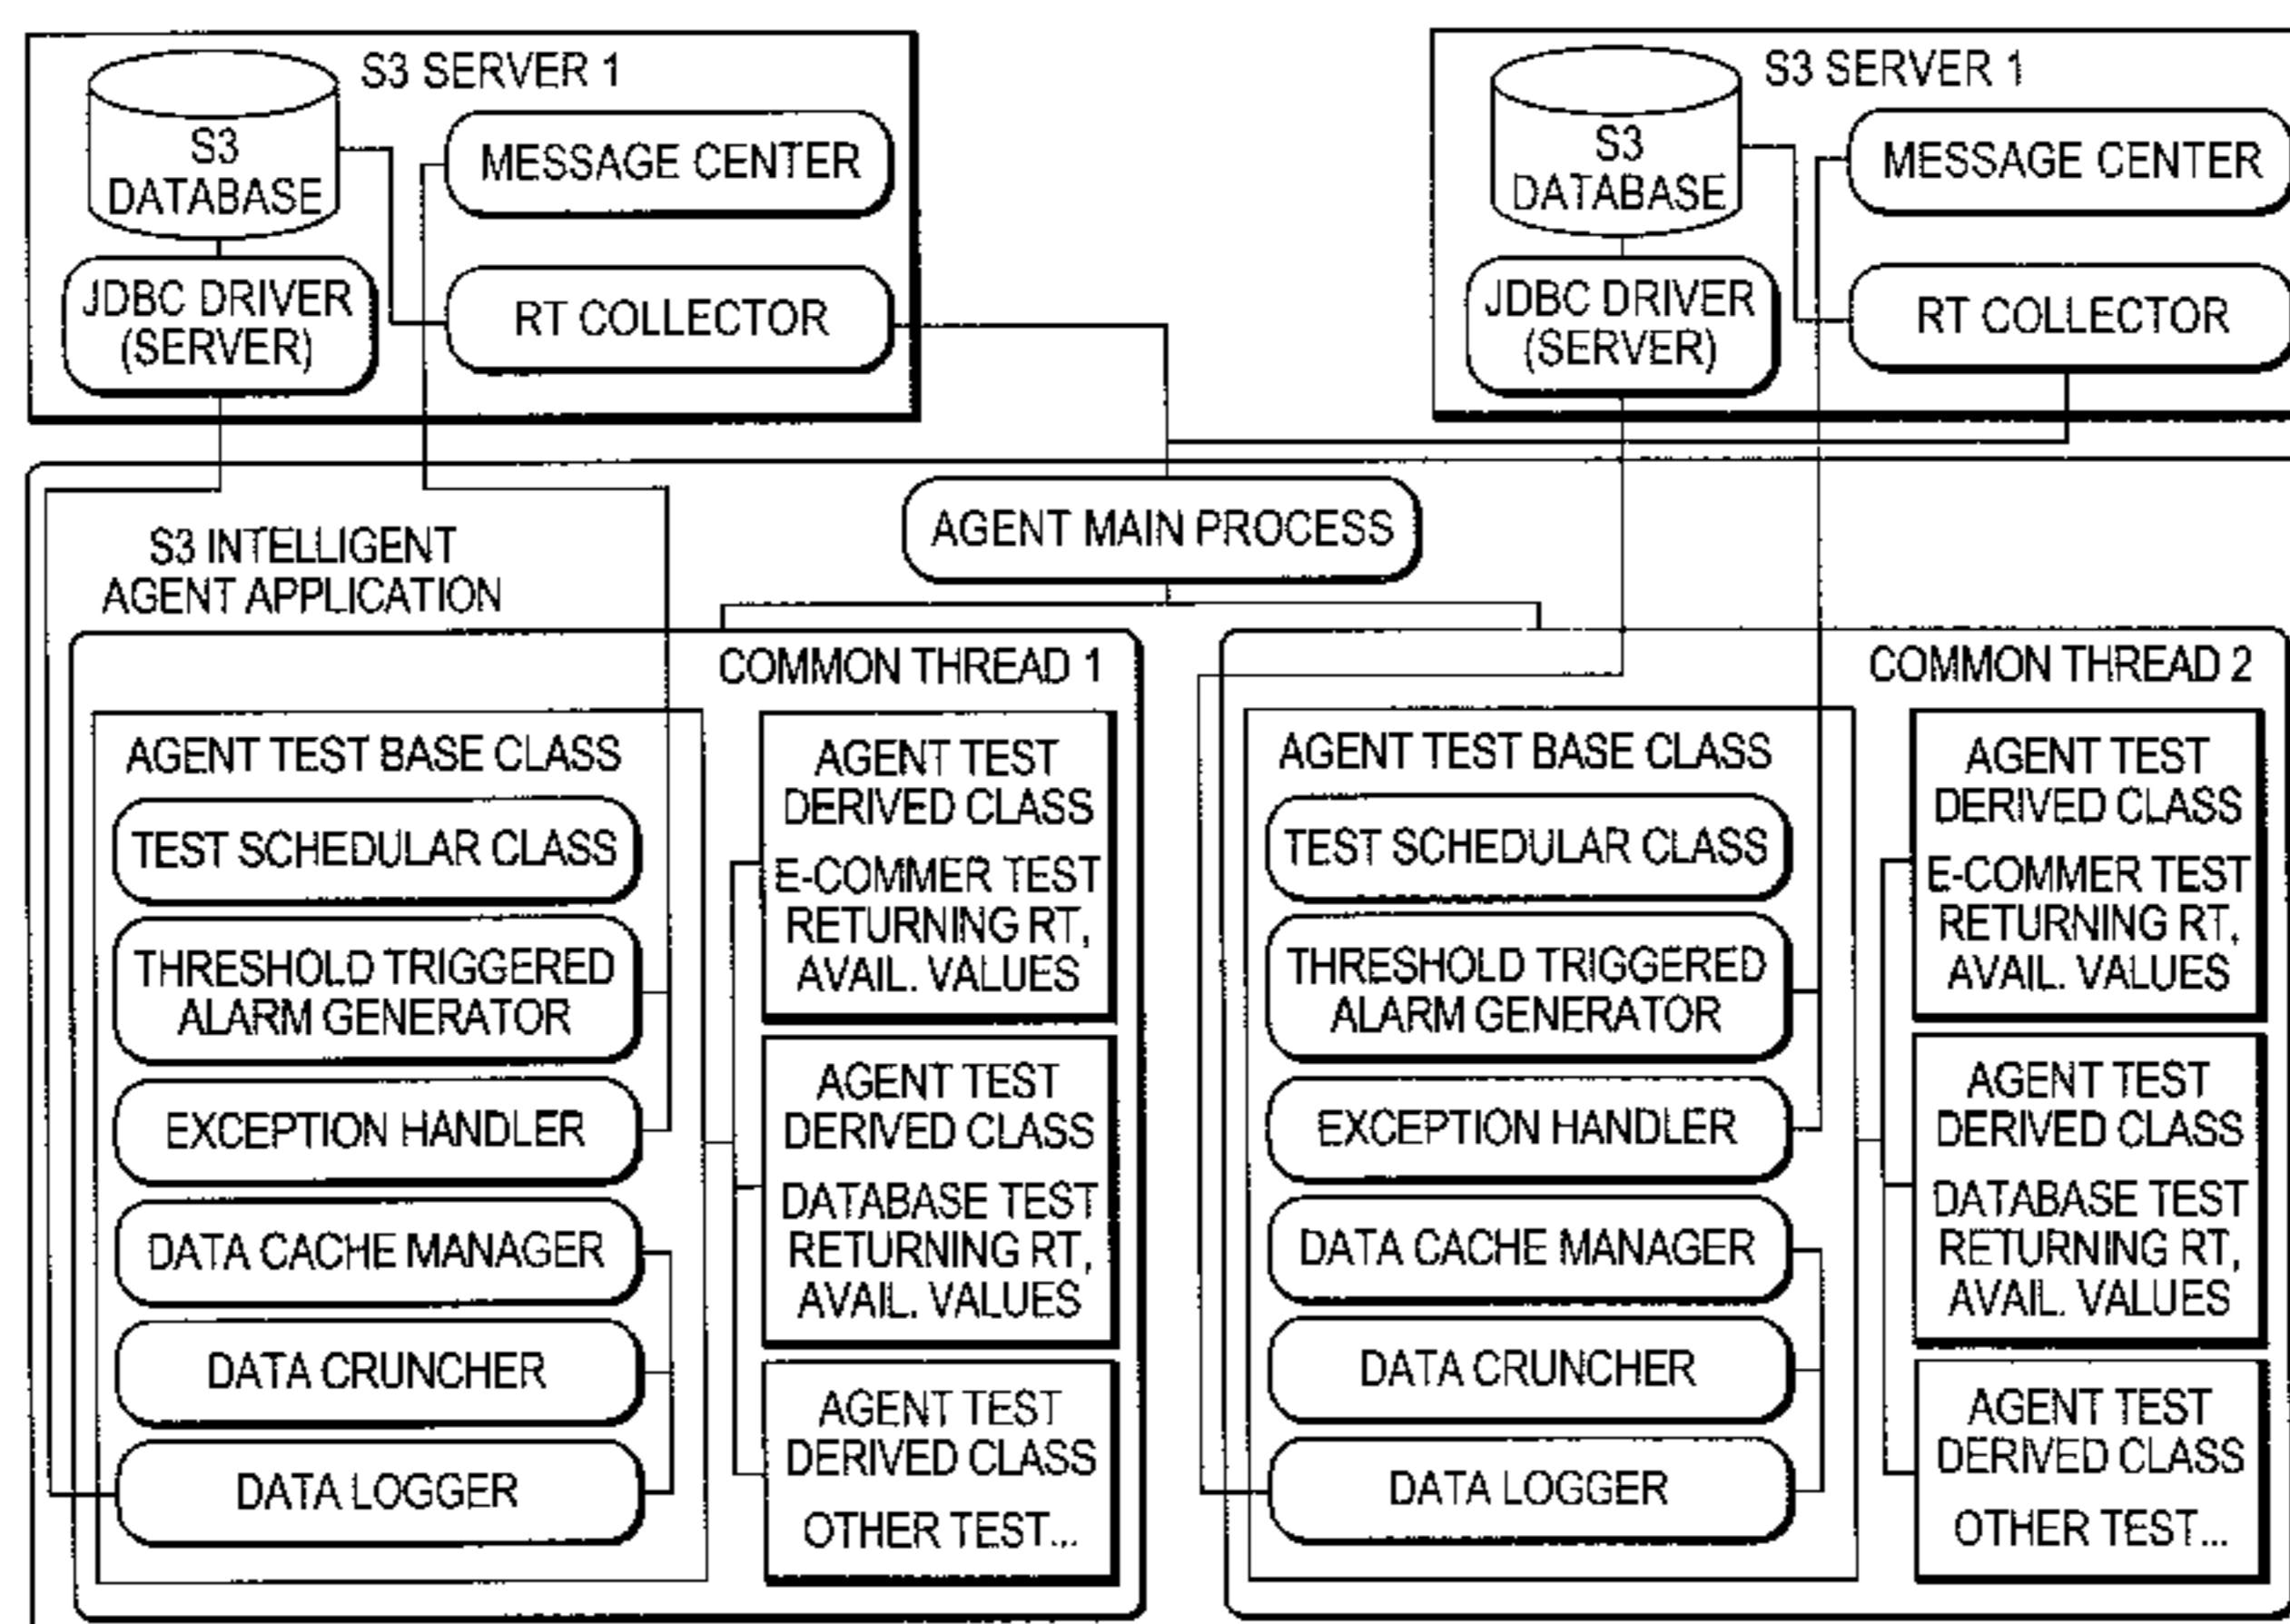 S3 SERVER 1
S3
DATABASE
MESSAGE CENTER
JDBC DRIVER
(SERVER)
RT COLLECTOR
S3 SERVER 1
S3
DATABASE
MESSAGE CENTER
JDBC DRIVER
(SERVER)
RT COLLECTOR
AGENT MAIN PROCESS
S3 INTELLIGENT
AGENT APPLICATION
COMMON THREAD 1
AGENT TEST BASE CLASS
TEST SCHEDULAR CLASS
THRESHOLD TRIGGERED
ALARM GENERATOR
EXCEPTION HANDLER
DATA CACHE MANAGER
DATA CRUNCHER
DATA LOGGER
AGENT TEST
DERIVED CLASS
E-COMMER TEST
RETURNING RT,
AVAIL. VALUES
AGENT TEST
DERIVED CLASS
DATABASE TEST
RETURNING RT,
AVAIL. VALUES
AGENT TEST
DERIVED CLASS
OTHER TEST...
COMMON THREAD 2
AGENT TEST BASE CLASS
TEST SCHEDULAR CLASS
THRESHOLD TRIGGERED
ALARM GENERATOR
EXCEPTION HANDLER
DATA CACHE MANAGER
DATA CRUNCHER
DATA LOGGER
AGENT TEST
DERIVED CLASS
E-COMMER TEST
RETURNING RT,
AVAIL. VALUES
AGENT TEST
DERIVED CLASS
DATABASE TEST
RETURNING RT,
AVAIL. VALUES
AGENT TEST
DERIVED CLASS
OTHER TEST...